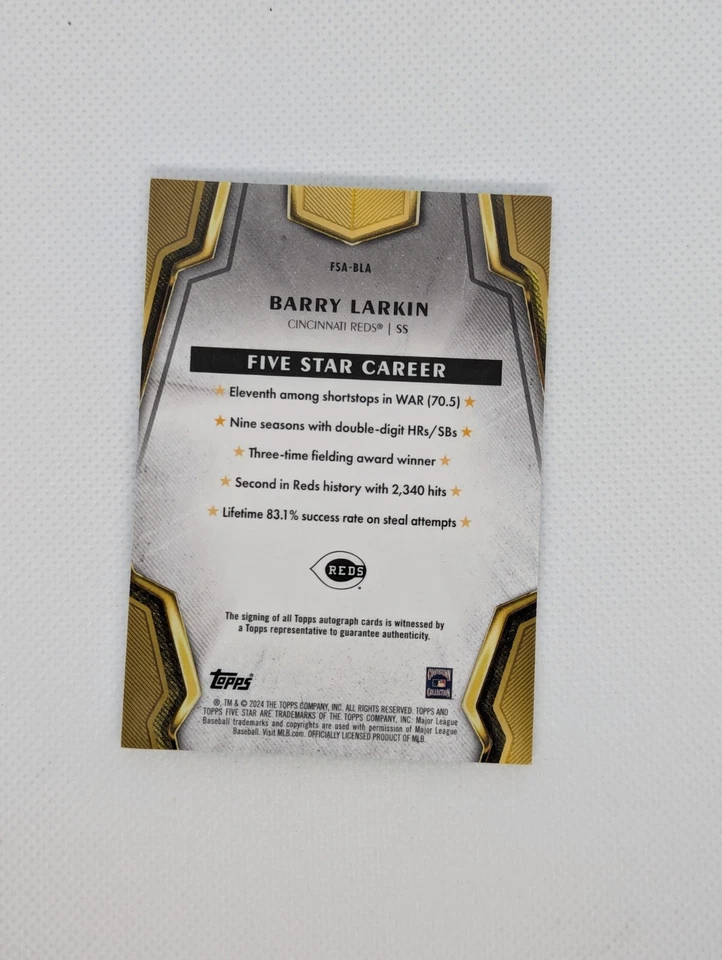 FSA-BLA
BARRY LARKIN
CINCINNATI REDS® | SS
FIVE STAR CAREER
★ Eleventh among shortstops in WAR (70.5) ★
★ Nine seasons with double-digit HRs/SBs ★
★ Three-time fielding award winner ★
★ Second in Reds history with 2,340 hits ★
★ Lifetime 83.1% success rate on steal attempts ★
REDS
The signing of all Topps autograph cards is witnessed by
a Topps representative to guarantee authenticity.
Topps
COOPERSTOWN
COLLECTION
®, TM & © 2024 THE TOPPS COMPANY, INC. ALL RIGHTS RESERVED. TOPPS AND
TOPPS FIVE STAR ARE TRADEMARKS OF THE TOPPS COMPANY, INC. Major League
Baseball trademarks and copyrights are used with permission of Major League
Baseball. Visit MLB.com. OFFICIALLY LICENSED PRODUCT OF MLB.